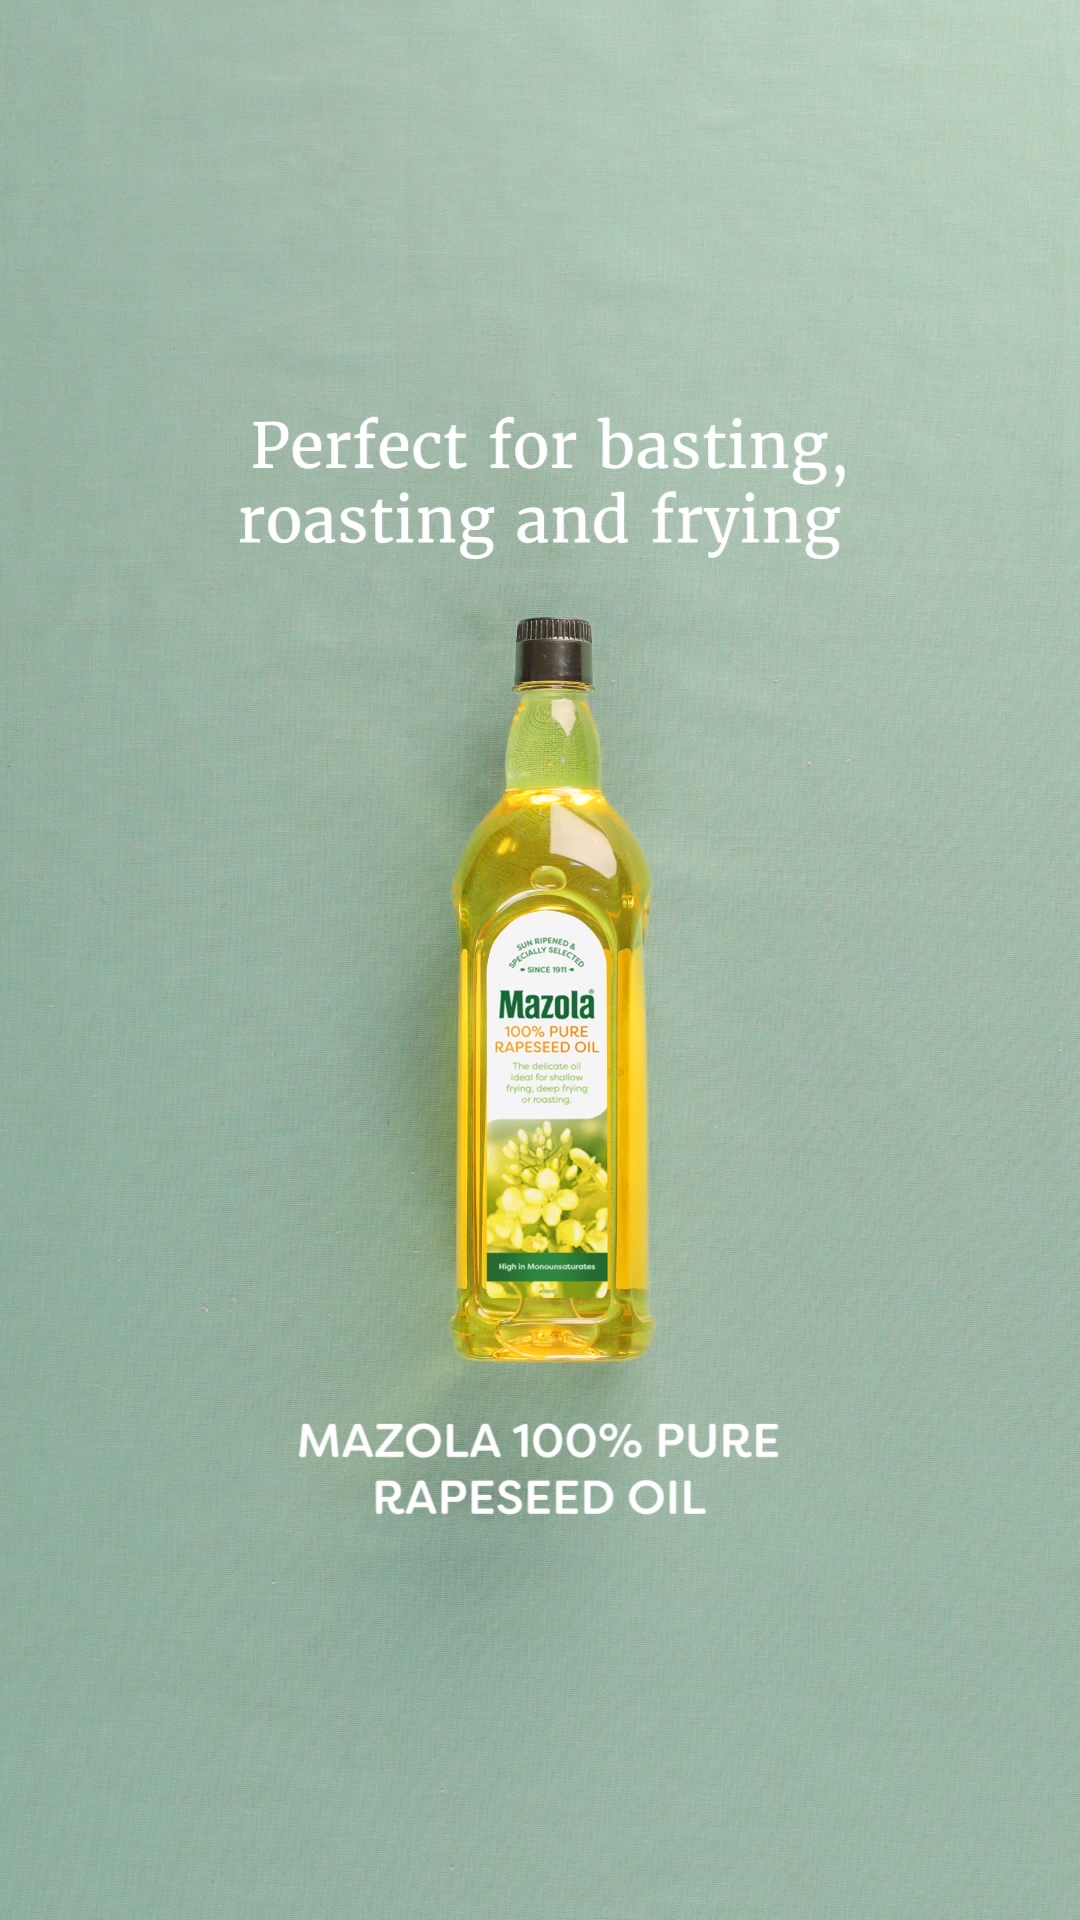 Perfect for basting,
roasting and frying
SUN RIPENED &
SPECIALLY SELECTED
SINCE 1911
Mazola®
100% PURE
RAPESEED OIL
The delicate oil
ideal for shallow
frying, deep frying
or roasting.
High in Monounsaturates
MAZOLA 100% PURE
RAPESEED OIL